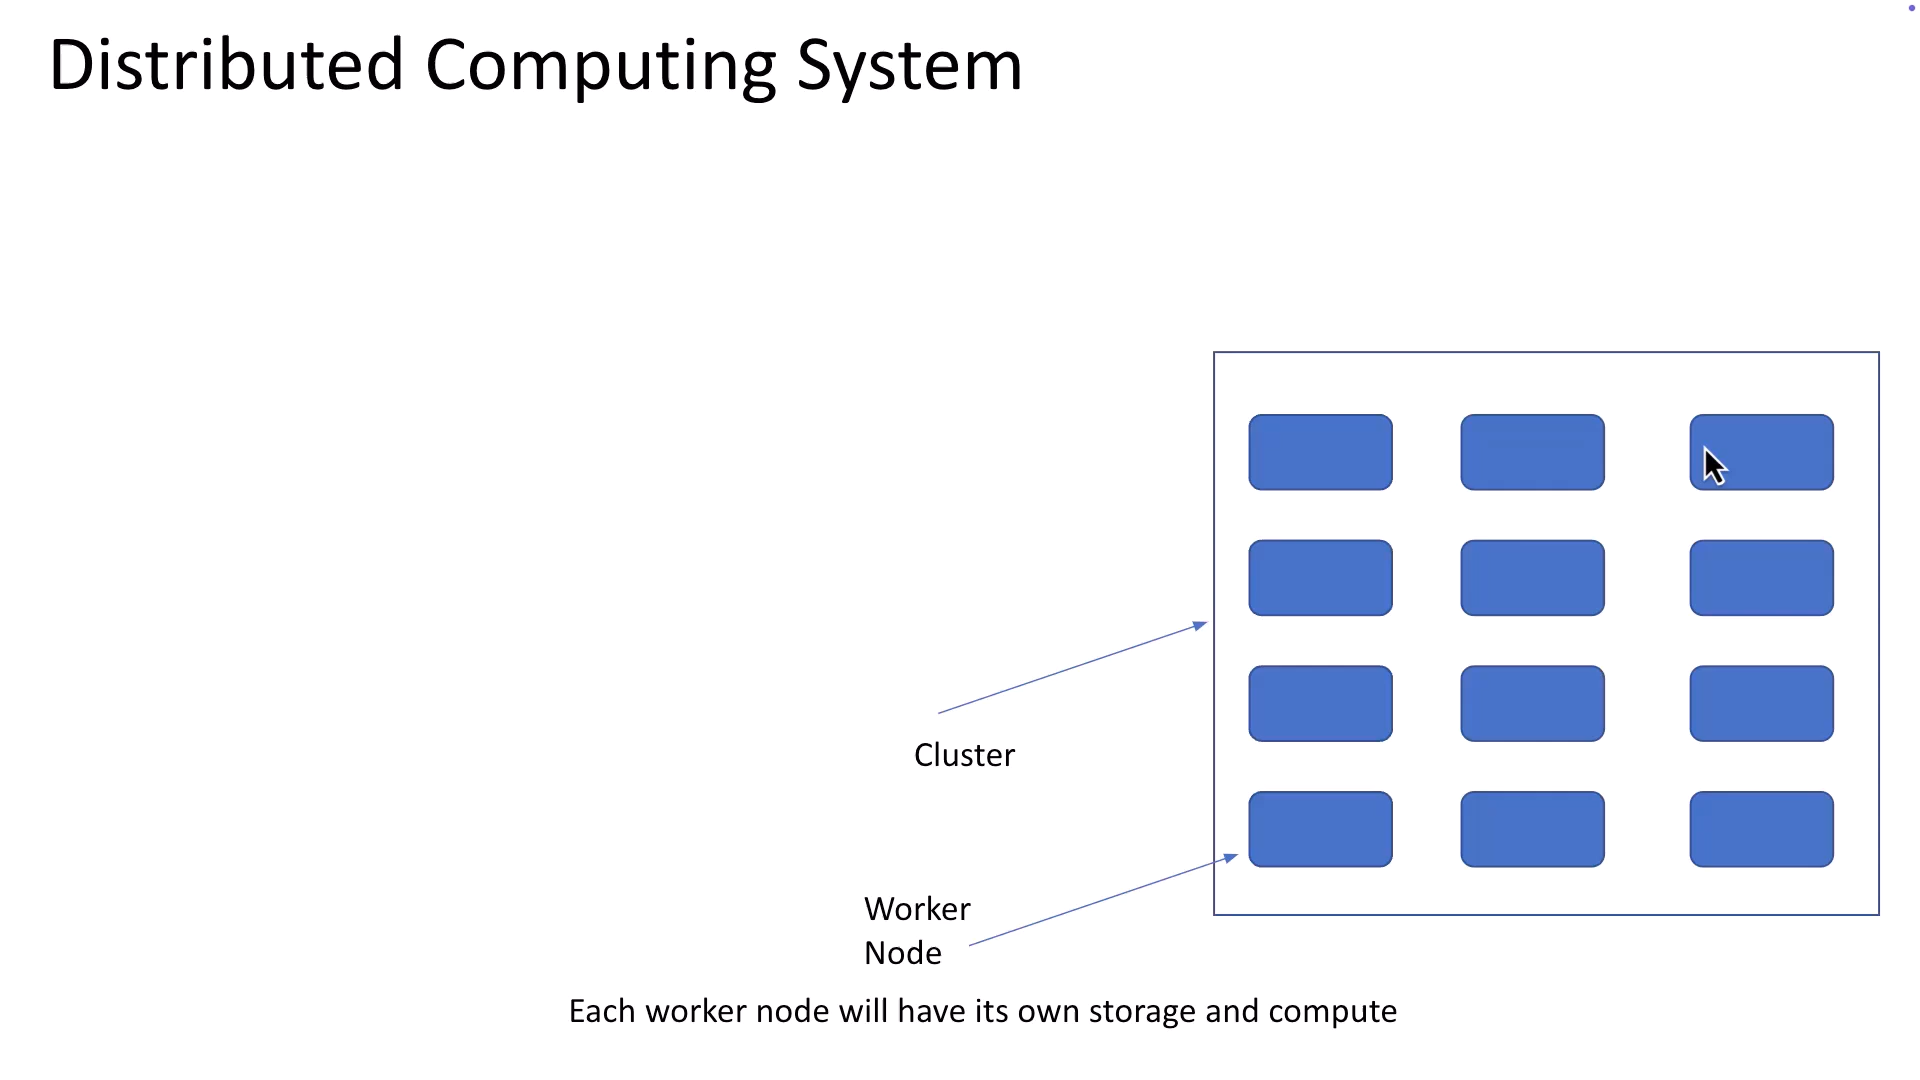 Distributed Computing System
Cluster
Worker
Node
Each worker node will have its own storage and compute